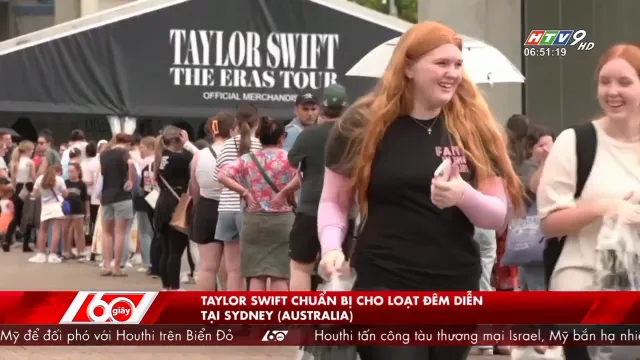 HTV9 HD
06:51:19
TAYLOR SWIFT
THE ERAS TOUR
OFFICIAL MERCHANDISE
60 giây
TAYLOR SWIFT CHUẨN BỊ CHO LOẠT ĐÊM DIỄN
TẠI SYDNEY (AUSTRALIA)
Mỹ để đối phó với Houthi trên Biển Đỏ
Houthi tấn công tàu thương mại Israel, Mỹ bắn hạ nhi